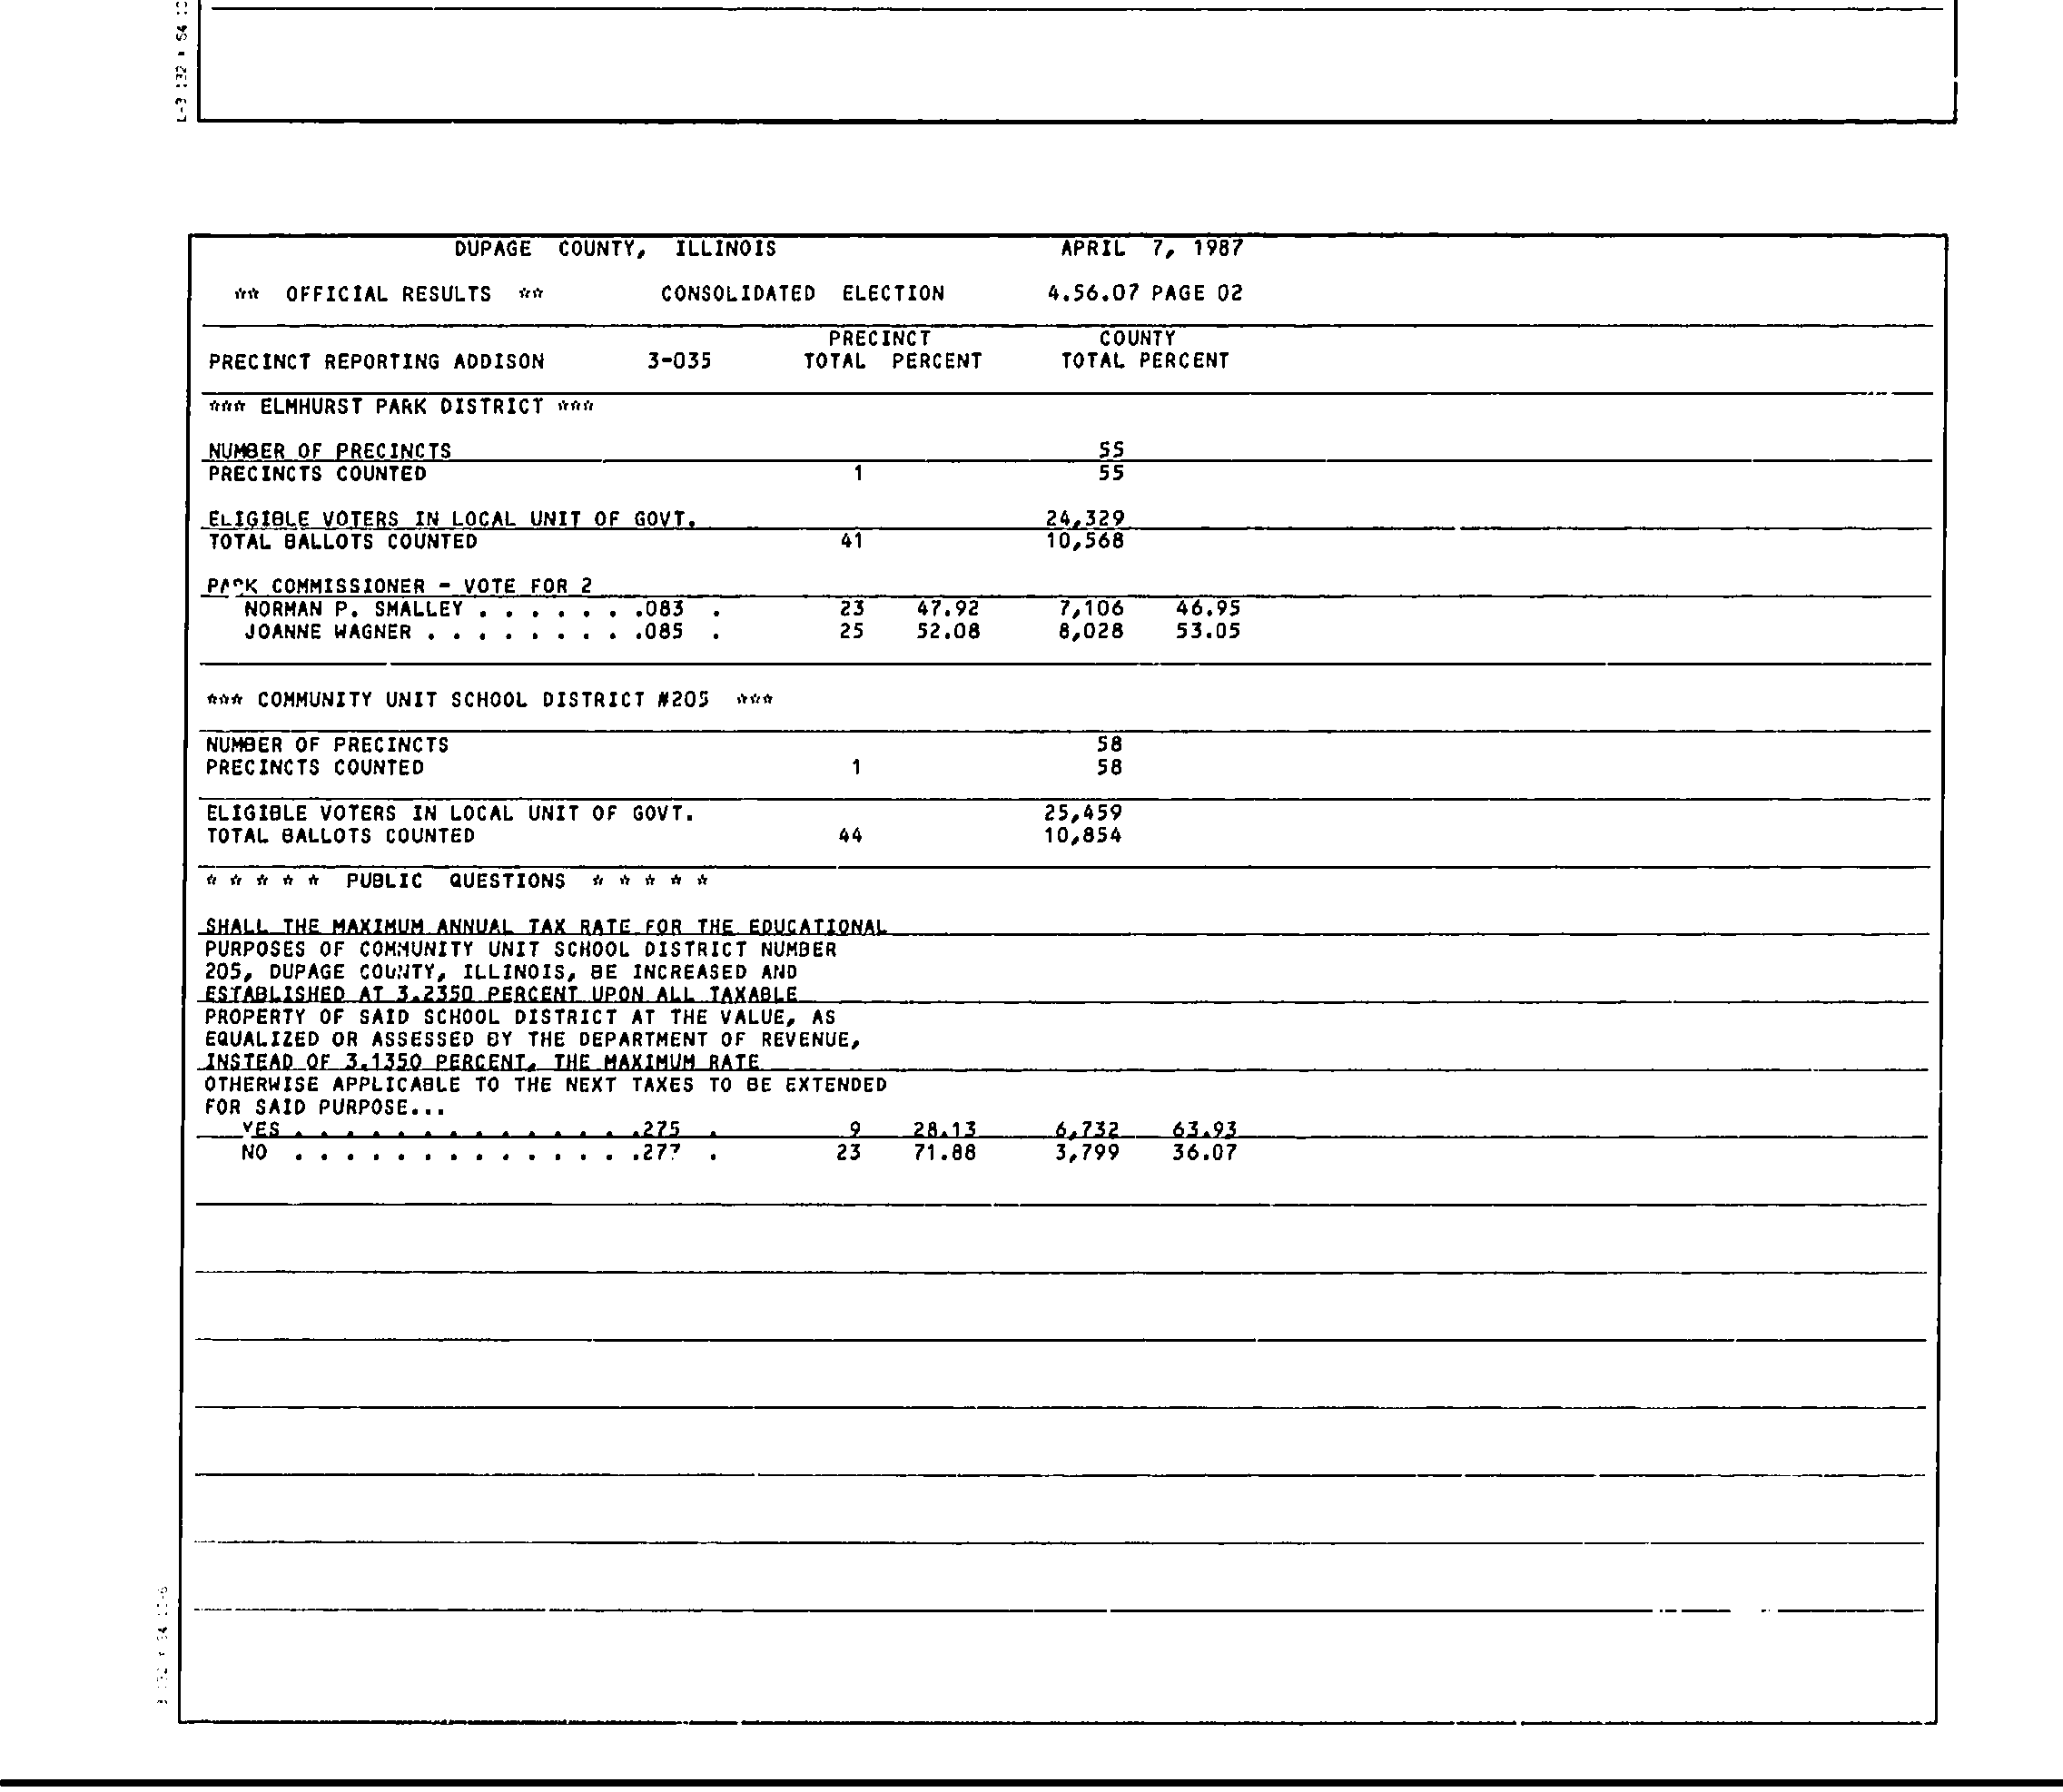 DUPAGE COUNTY, ILLINOIS APRIL 7, 1987
** OFFICIAL RESULTS ** CONSOLIDATED ELECTION 4.56.07 PAGE 02
PRECINCT COUNTY
PRECINCT REPORTING ADDISON 3-035 TOTAL PERCENT TOTAL PERCENT
*** ELMHURST PARK DISTRICT ***
NUMBER OF PRECINCTS 55
PRECINCTS COUNTED 1 55
ELIGIBLE VOTERS IN LOCAL UNIT OF GOVT. 24,329
TOTAL BALLOTS COUNTED 41 10,568
PARK COMMISSIONER - VOTE FOR 2
NORMAN P. SMALLEY . . . . . . .083 . 23 47.92 7,106 46.95
JOANNE WAGNER . . . . . . . . .085 . 25 52.08 8,028 53.05
*** COMMUNITY UNIT SCHOOL DISTRICT #205 ***
NUMBER OF PRECINCTS 58
PRECINCTS COUNTED 1 58
ELIGIBLE VOTERS IN LOCAL UNIT OF GOVT. 25,459
TOTAL BALLOTS COUNTED 44 10,854
* * * * * PUBLIC QUESTIONS * * * * *
SHALL THE MAXIMUM ANNUAL TAX RATE FOR THE EDUCATIONAL
PURPOSES OF COMMUNITY UNIT SCHOOL DISTRICT NUMBER
205, DUPAGE COUNTY, ILLINOIS, BE INCREASED AND
ESTABLISHED AT 3.2350 PERCENT UPON ALL TAXABLE
PROPERTY OF SAID SCHOOL DISTRICT AT THE VALUE, AS
EQUALIZED OR ASSESSED BY THE DEPARTMENT OF REVENUE,
INSTEAD OF 3.1350 PERCENT, THE MAXIMUM RATE
OTHERWISE APPLICABLE TO THE NEXT TAXES TO BE EXTENDED
FOR SAID PURPOSE...
YES . . . . . . . . . . . . . .275 . 9 28.13 6,732 63.93
NO . . . . . . . . . . . . . .277 . 23 71.88 3,799 36.07